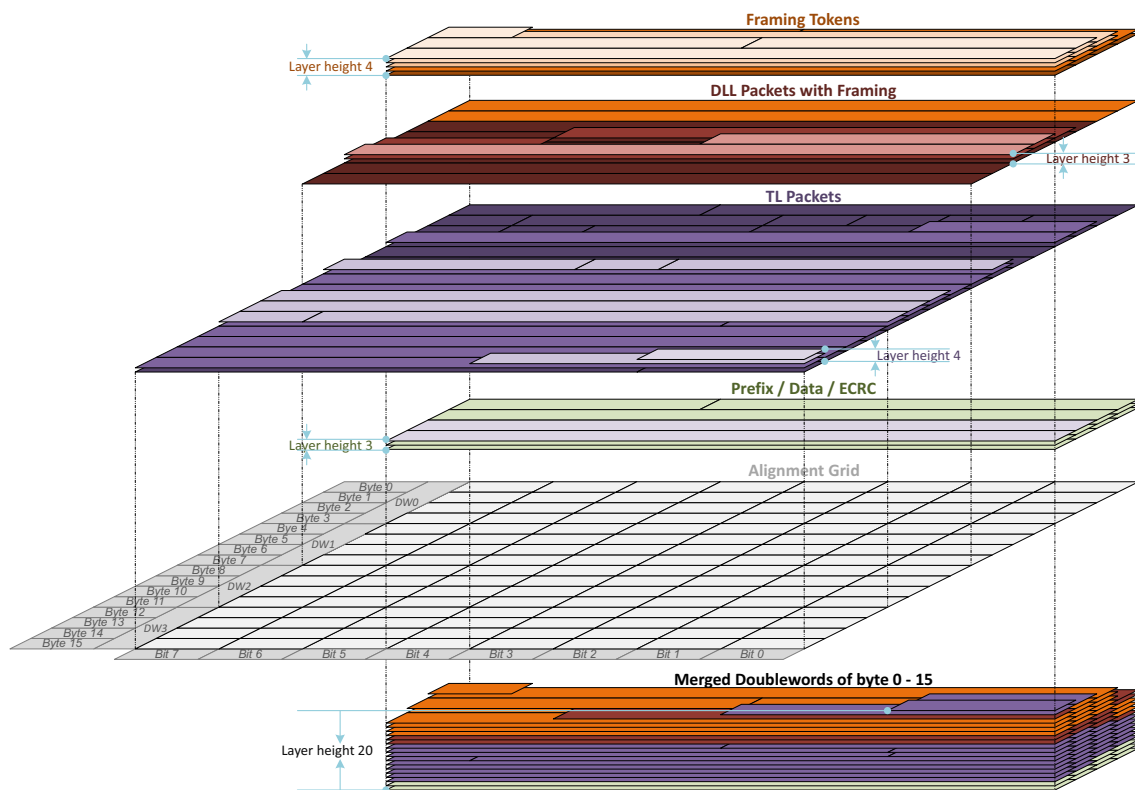 Framing Tokens
Layer height 4
DLL Packets with Framing
Layer height 3
TL Packets
Layer height 4
Prefix / Data / ECRC
Layer height 3
Alignment Grid
Byte 0
Byte 1
DW0
Byte 2
Byte 3
Bye 4
Byte 5
DW1
Byte 6
Byte 7
Byte 8
Byte 9
DW2
Byte 10
Byte 11
Byte 12
Byte 13
DW3
Byte 14
Byte 15
Bit 7 Bit 6 Bit 5 Bit 4 Bit 3 Bit 2 Bit 1 Bit 0
Merged Doublewords of byte 0 - 15
Layer height 20